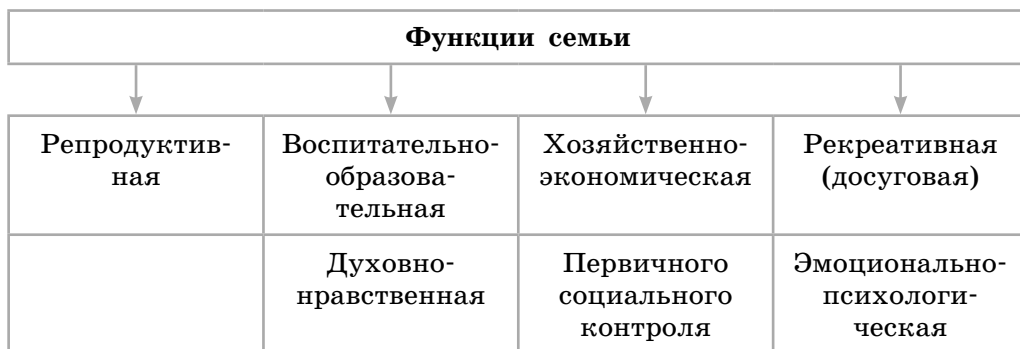 Функции семьи
Репродуктив-
ная
Воспитательно-
образова-
тельная
Хозяйственно-
экономическая
Рекреативная
(досуговая)
Духовно-
нравственная
Первичного
социального
контроля
Эмоционально-
психологи-
ческая